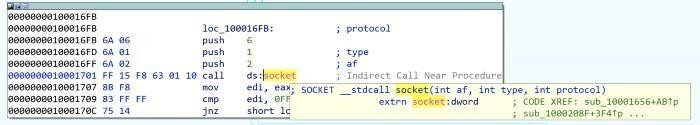 00000000100016FB
00000000100016FB loc_100016FB: ; protocol
00000000100016FB 6A 06 push 6
00000000100016FD 6A 01 push 1 ; type
00000000100016FF 6A 02 push 2 ; af
0000000010001701 FF 15 F8 63 01 10 call ds:socket ; Indirect Call Near Procedure
0000000010001707 8B F8 mov edi, eax
0000000010001709 83 FF FF cmp edi, 0FF
000000001000170C 75 14 jnz short lo
; SOCKET __stdcall socket(int af, int type, int protocol)
extrn socket:dword ; CODE XREF: sub_10001656+AB↑p
; sub_1000208F+3F4↑p ...